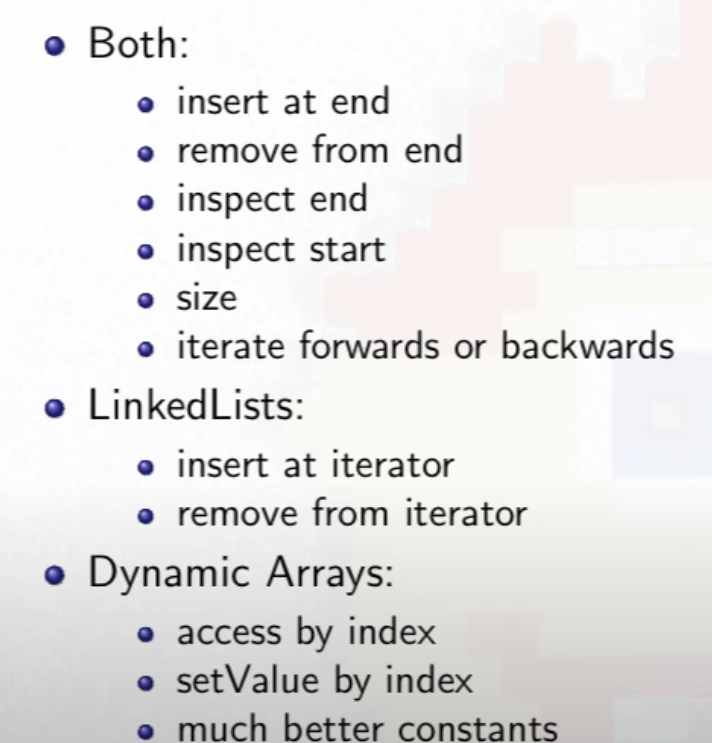 Both:
insert at end
remove from end
inspect end
inspect start
size
iterate forwards or backwards
LinkedLists:
insert at iterator
remove from iterator
Dynamic Arrays:
access by index
setValue by index
much better constants